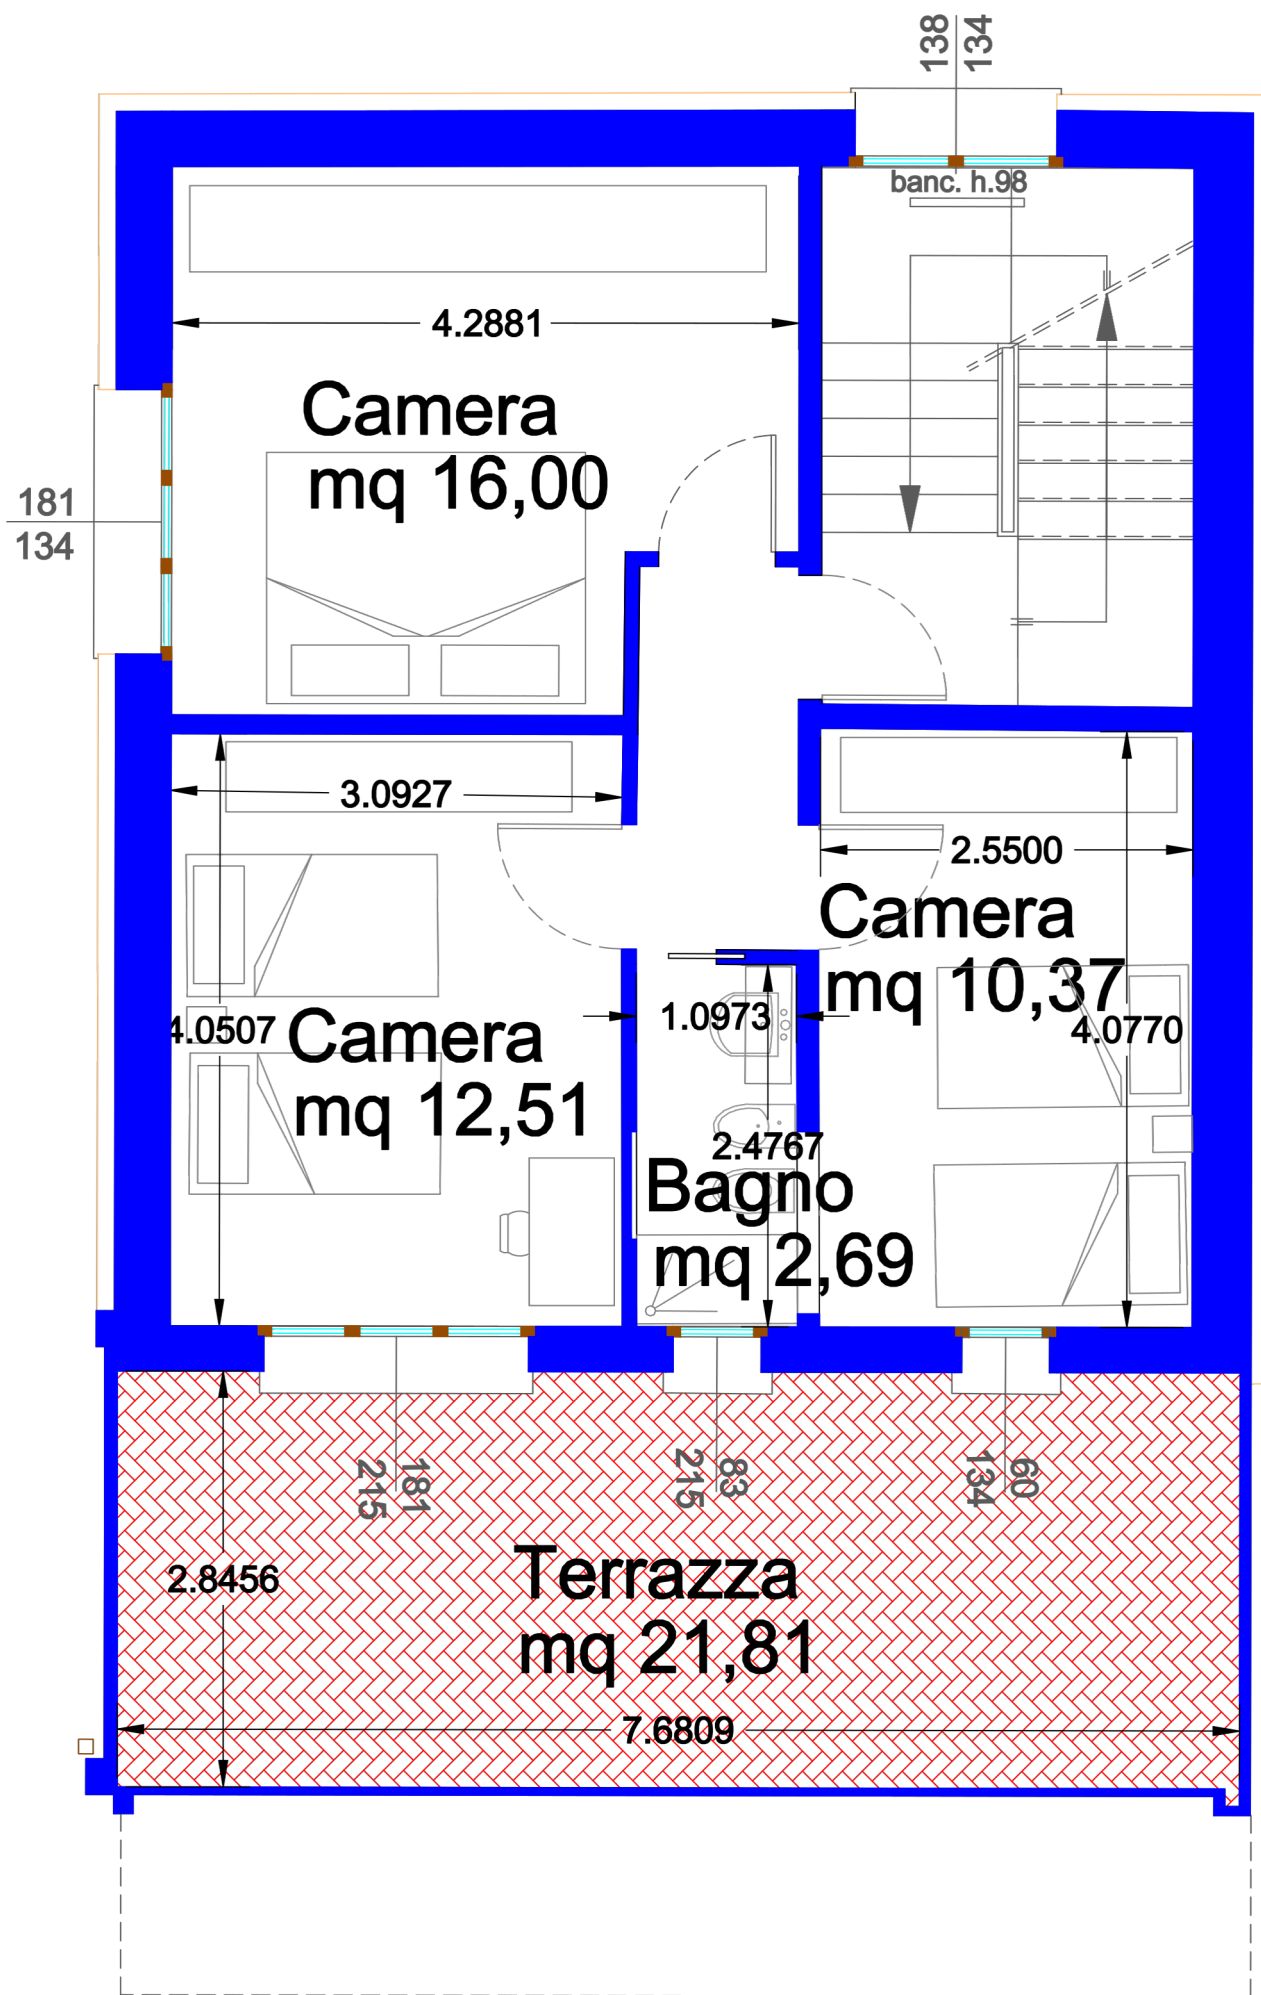 138
134
banc. h.98
4.2881
Camera
mq 16,00
181
134
3.0927
2.5500
Camera
mq 10,37
4.0507
Camera
mq 12,51
1.0973
4.0770
2.4767
Bagno
mq 2,69
181
215
83
215
60
134
2.8456
Terrazza
mq 21,81
7.6809